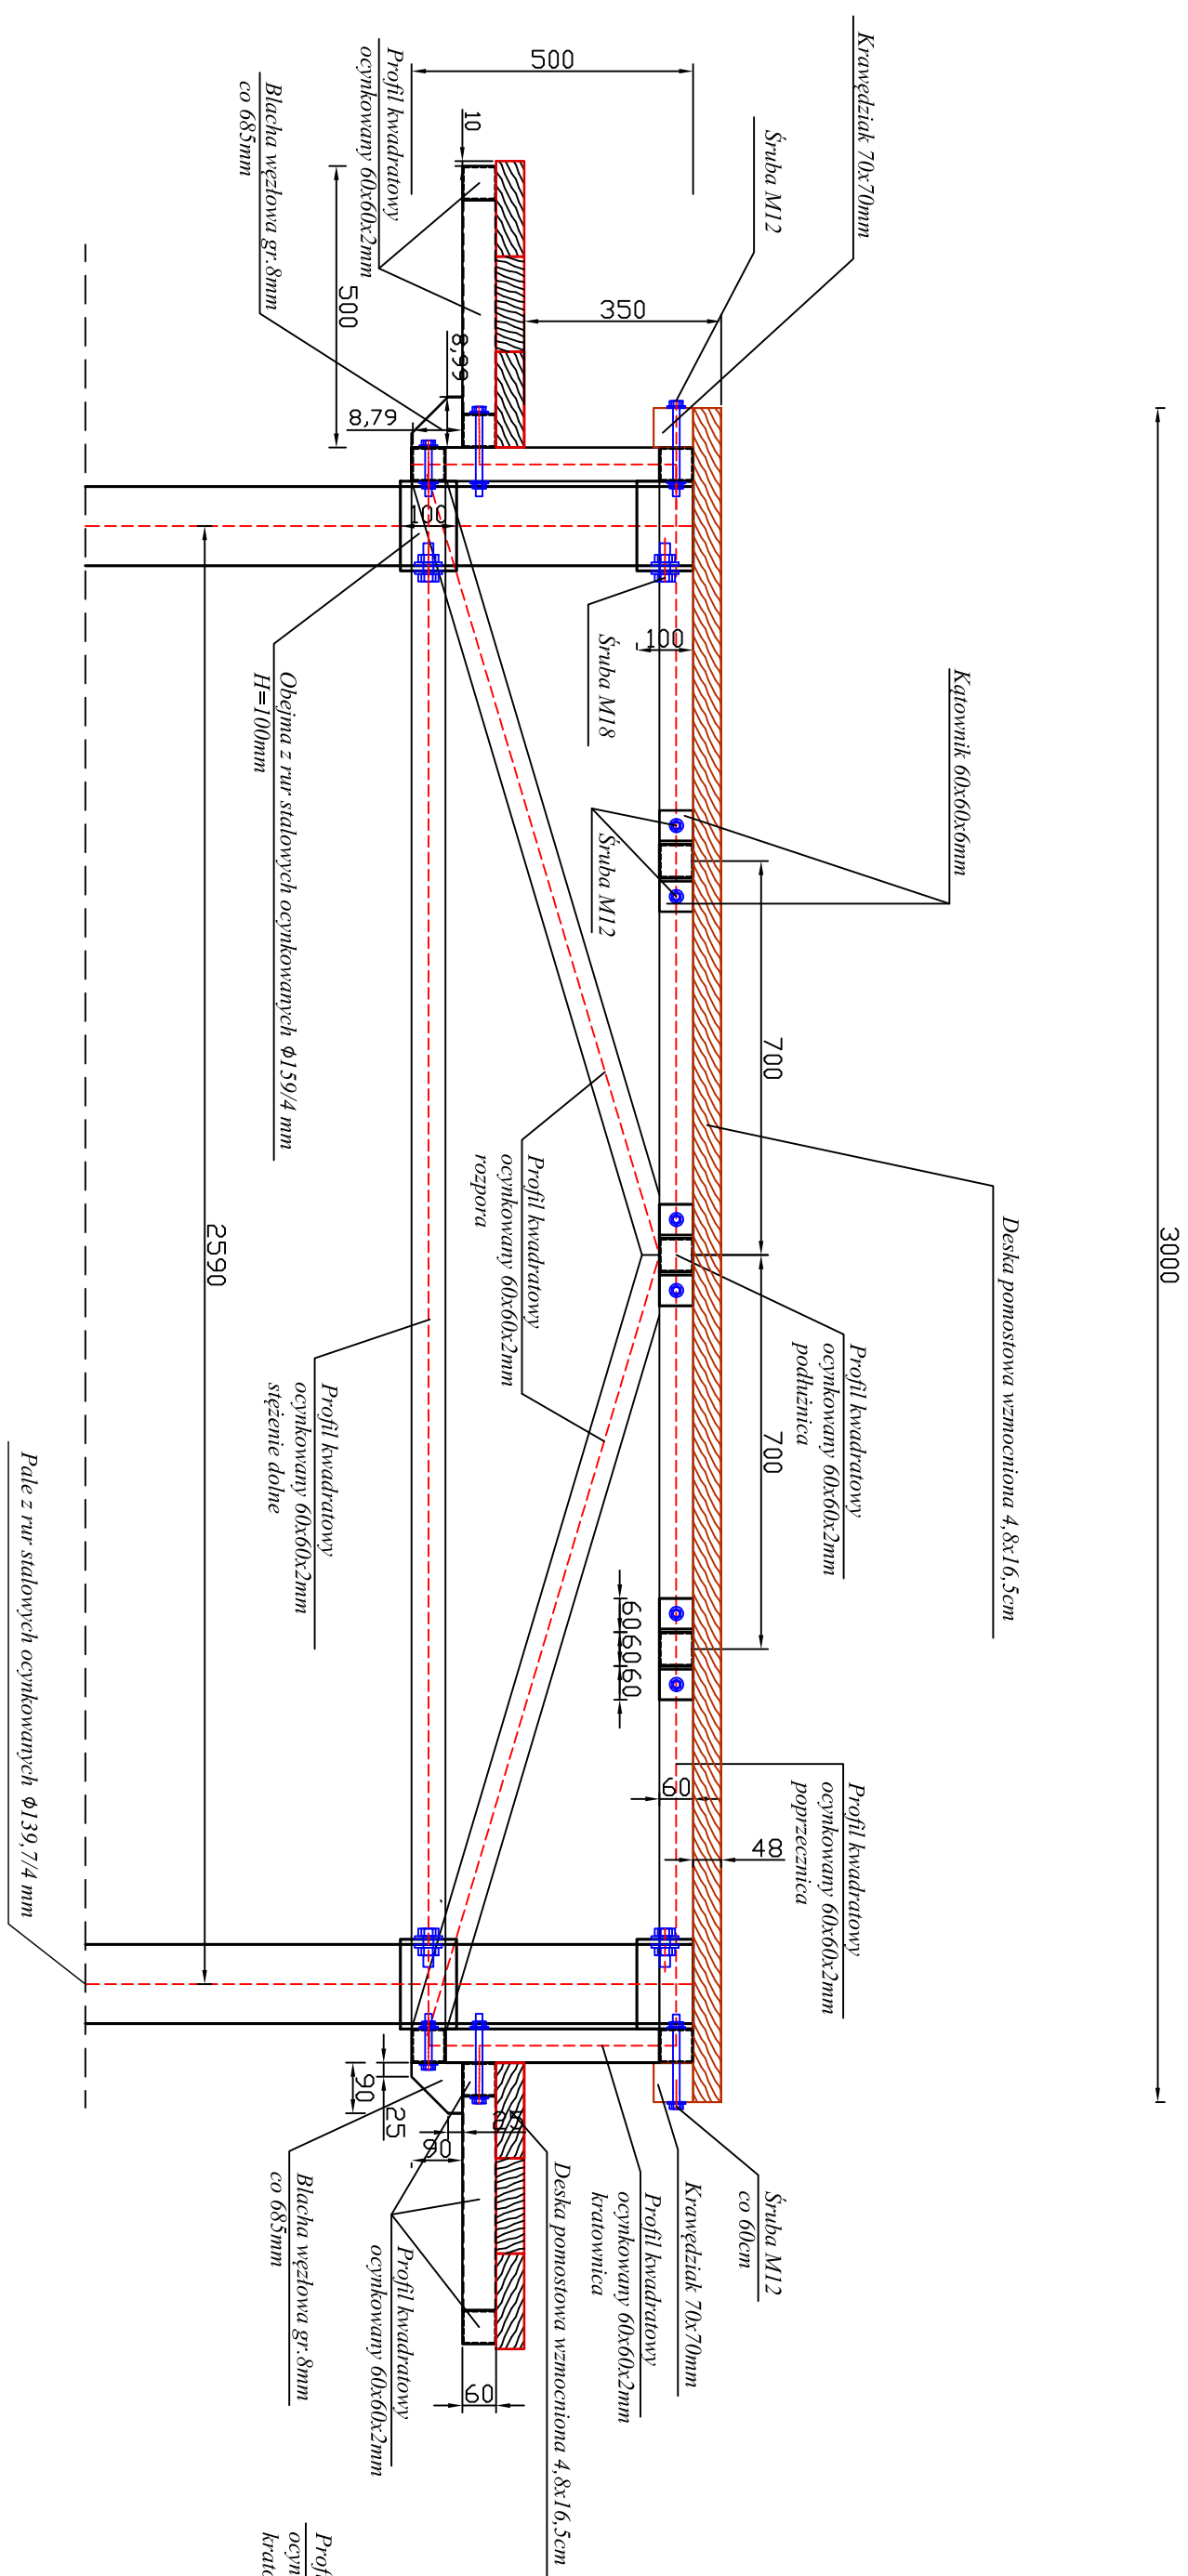 3000
Krawędziak 70x70mm
Śruba M12
500
Profil kwadratowy
ocynkowany 60x60x2mm
Blacha węzłowa gr.8mm
co 685mm
10
500
350
8,99
8,79
100
Obejma z rur stalowych ocynkowanych ϕ159/4 mm
H=100mm
Śruba M18
100
Kątownik 60x60x6mm
Śruba M12
700
Deska pomostowa wzmocniona 4,8x16,5cm
Profil kwadratowy
ocynkowany 60x60x2mm
rozpora
2590
Profil kwadratowy
ocynkowany 60x60x2mm
podłużnica
700
Profil kwadratowy
ocynkowany 60x60x2mm
stężenie dolne
Pale z rur stalowych ocynkowanych ϕ139,7/4 mm
60
60
60
Profil kwadratowy
ocynkowany 60x60x2mm
poprzecznica
60
48
90
25
90
25
Śruba M12
co 60cm
Krawędziak 70x70mm
Profil kwadratowy
ocynkowany 60x60x2mm
kratownica
Deska pomostowa wzmocniona 4,8x16,5cm
Blacha węzłowa gr.8mm
co 685mm
Profil kwadratowy
ocynkowany 60x60x2mm
60